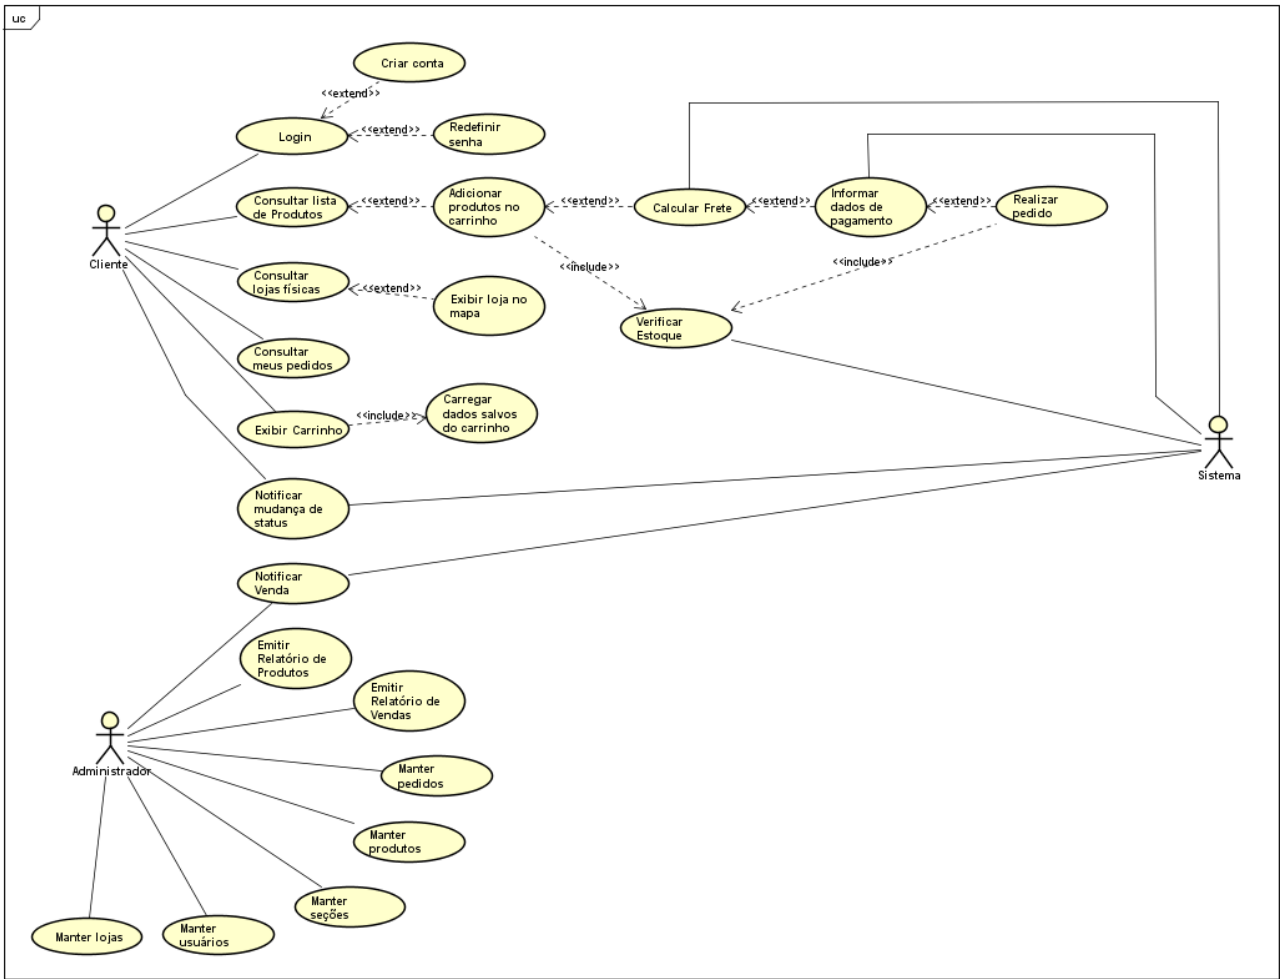 uc
Criar conta
<<extend>>
Login
<<extend>>
Redefinir
senha
Consultar lista
de Produtos
<<extend>>
Adicionar
produtos no
carrinho
<<extend>>
Calcular Frete
<<extend>>
Informar
dados de
pagamento
<<extend>>
Realizar
pedido
Cliente
<<include>>
<<include>>
Consultar
lojas físicas
<<extend>>
Exibir loja no
mapa
Verificar
Estoque
Consultar
meus pedidos
Exibir Carrinho
<<include>>
Carregar
dados salvos
do carrinho
Sistema
Notificar
mudança de
status
Notificar
Venda
Emitir
Relatório de
Produtos
Emitir
Relatório de
Vendas
Administrador
Manter
pedidos
Manter
produtos
Manter
seções
Manter lojas
Manter
usuários